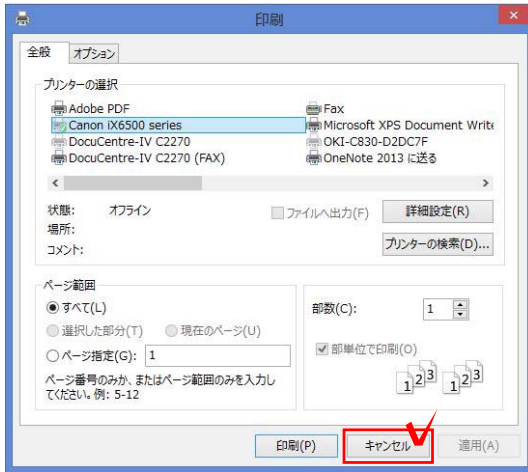 印刷
全般 オプション
プリンターの選択
Adobe PDF Fax
Canon iX6500 series Microsoft XPS Document Write
DocuCentre-IV C2270 OKI-C830-D2DC7F
DocuCentre-IV C2270 (FAX) OneNote 2013 に送る
状態: オフライン ファイルへ出力(F) 詳細設定(R)
場所:
コメント: プリンターの検索(D)...
ページ範囲
すべて(L) 部数(C): 1
選択した部分(T) 現在のページ(U)
ページ指定(G): 1 部単位で印刷(O)
ページ番号のみか、またはページ範囲のみを入力し
てください。例: 5-12
1 2 3 1 2 3
印刷(P) キャンセル 適用(A)